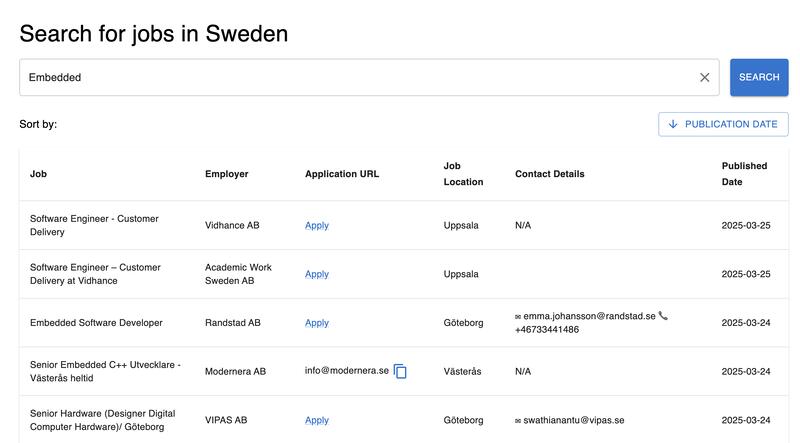 Search for jobs in Sweden
Embedded
SEARCH
Sort by:
PUBLICATION DATE
Job Employer Application URL Job Location Contact Details Published Date
Software Engineer - Customer Delivery Vidhance AB Apply Uppsala N/A 2025-03-25
Software Engineer – Customer Delivery at Vidhance Academic Work Sweden AB Apply Uppsala 2025-03-25
Embedded Software Developer Randstad AB Apply Göteborg ✉ emma.johansson@randstad.se 📞 +46733441486 2025-03-24
Senior Embedded C++ Utvecklare - Västerås heltid Modernera AB info@modernera.se Västerås N/A 2025-03-24
Senior Hardware (Designer Digital Computer Hardware)/ Göteborg VIPAS AB Apply Göteborg ✉ swathianantu@vipas.se 2025-03-24